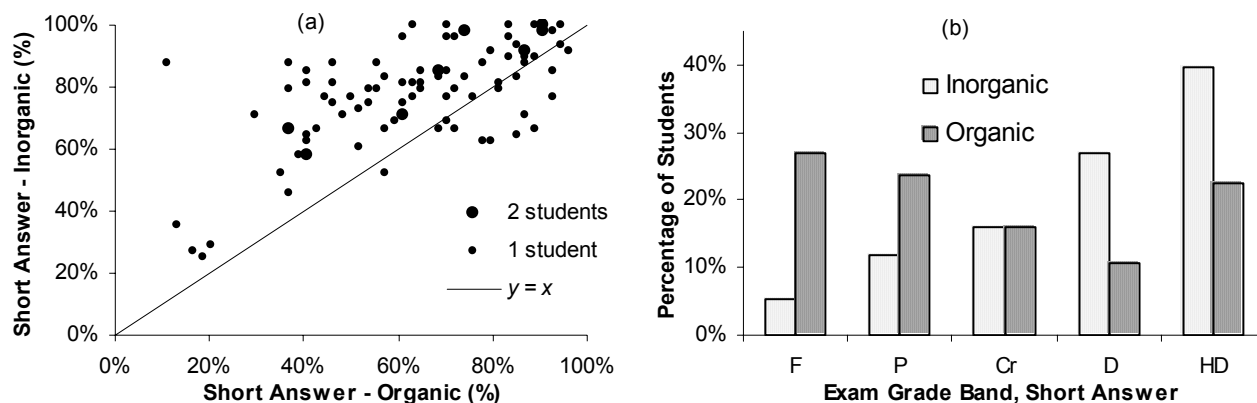 (a)
100%
80%
60%
40%
20%
0%
Short Answer - Inorganic (%)
2 students
1 student
y = x
0% 20% 40% 60% 80% 100%
Short Answer - Organic (%)
(b)
40%
30%
20%
10%
0%
Percentage of Students
Inorganic
Organic
F P Cr D HD
Exam Grade Band, Short Answer